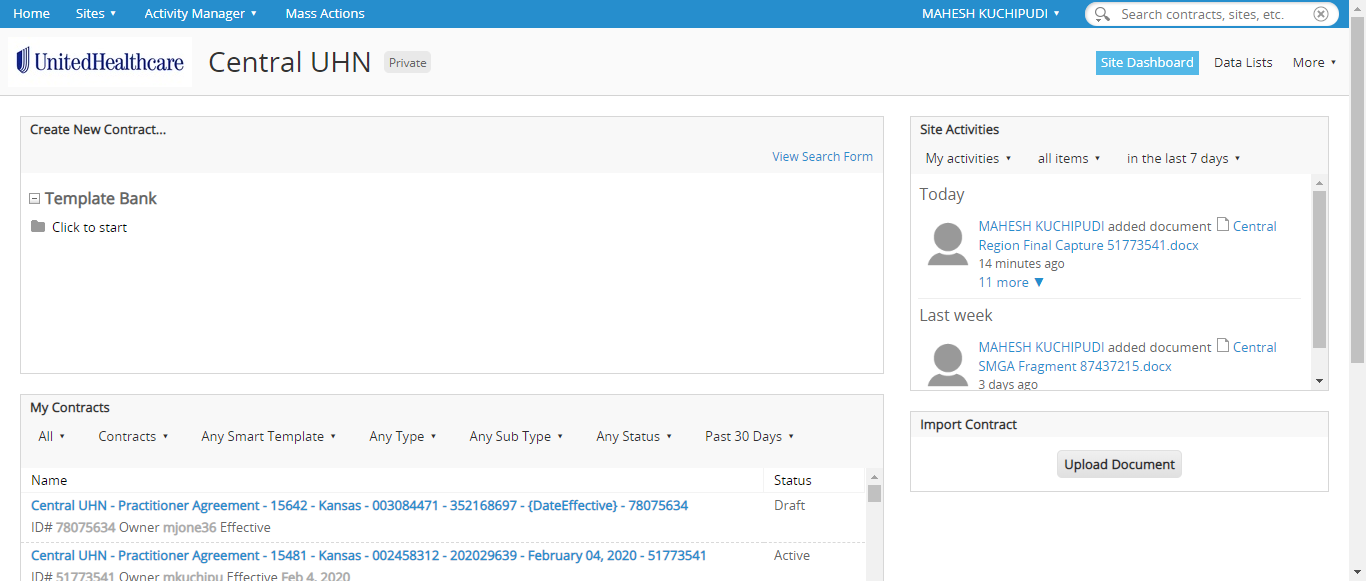 Home Sites ▾ Activity Manager ▾ Mass Actions MAHESH KUCHIPUDI ▾ Search contracts, sites, etc.
UnitedHealthcare Central UHN Private Site Dashboard Data Lists More ▾
Create New Contract...
View Search Form
Template Bank
Click to start
My Contracts
All ▾ Contracts ▾ Any Smart Template ▾ Any Type ▾ Any Sub Type ▾ Any Status ▾ Past 30 Days ▾
Name Status
Central UHN - Practitioner Agreement - 15642 - Kansas - 003084471 - 352168697 - {DateEffective} - 78075634 Draft
ID# 78075634 Owner mjone36 Effective
Central UHN - Practitioner Agreement - 15481 - Kansas - 002458312 - 202029639 - February 04, 2020 - 51773541 Active
ID# 51773541 Owner mkuchipu Effective Feb 4, 2020
Site Activities
My activities ▾ all items ▾ in the last 7 days ▾
Today
MAHESH KUCHIPUDI added document Central
Region Final Capture 51773541.docx
14 minutes ago
11 more ▼
Last week
MAHESH KUCHIPUDI added document Central
SMGA Fragment 87437215.docx
3 days ago
Import Contract
Upload Document